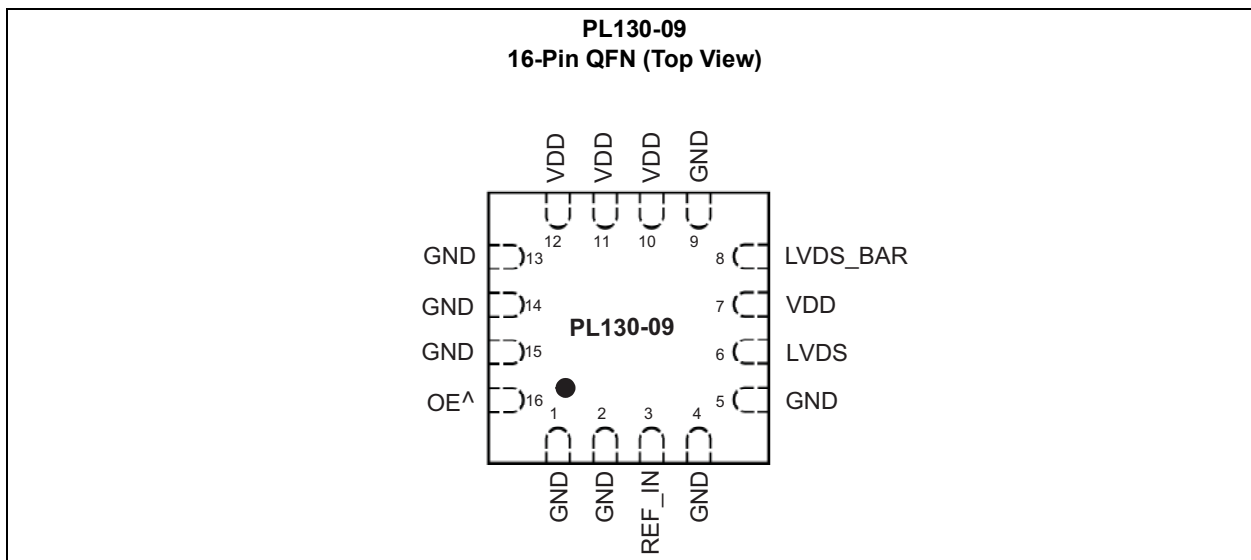 PL130-09
16-Pin QFN (Top View)
VDD
VDD
VDD
GND
12
11
10
9
GND 13
GND 14
GND 15
OE^ 16
8 LVDS_BAR
7 VDD
6 LVDS
5 GND
PL130-09
1
2
3
4
GND
GND
REF_IN
GND